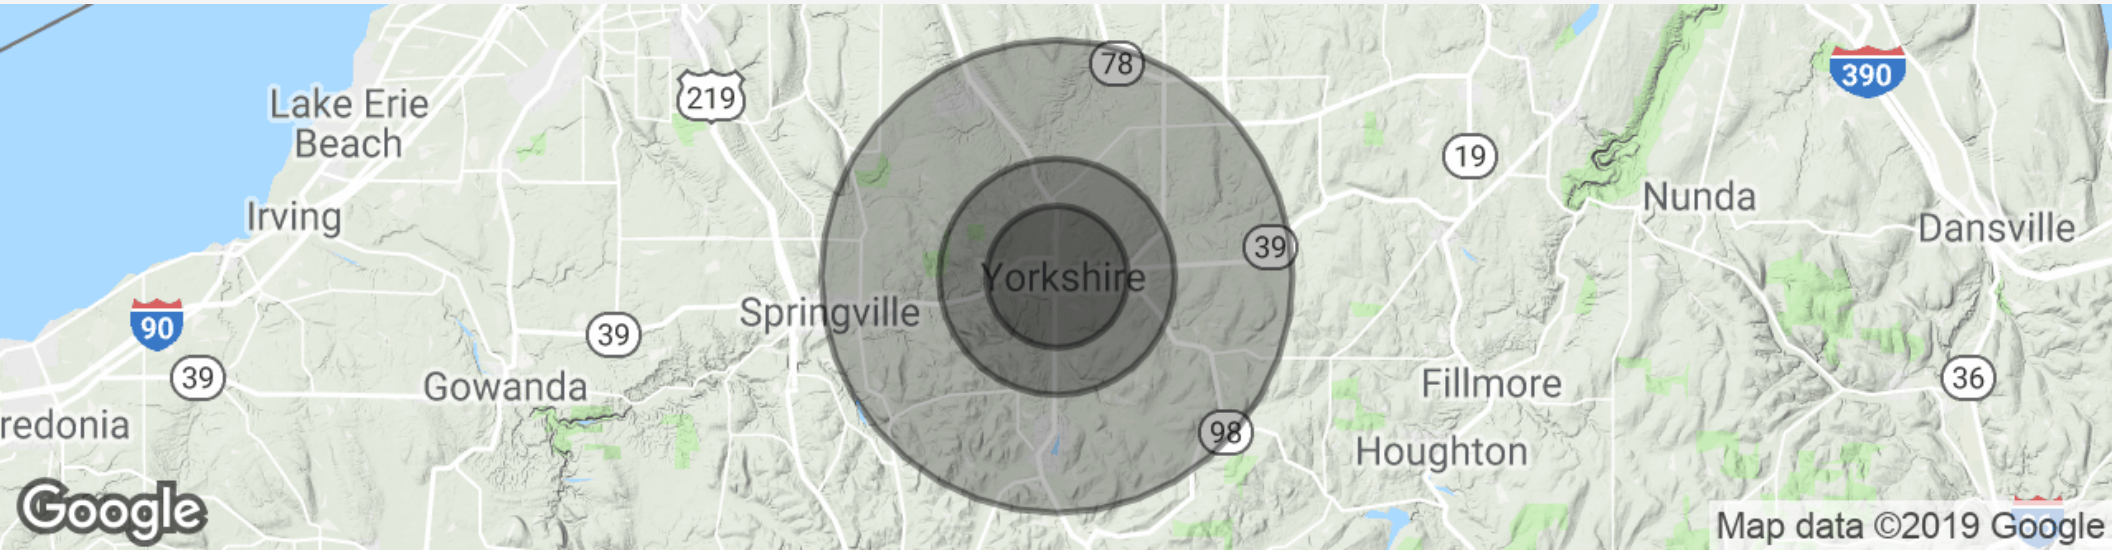 78
390
219
Lake Erie
Beach
19
Nunda
Irving
Dansville
39
Yorkshire
Springville
90
39
39
36
Gowanda
Fillmore
redonia
98
Houghton
Google
Map data ©2019 Google